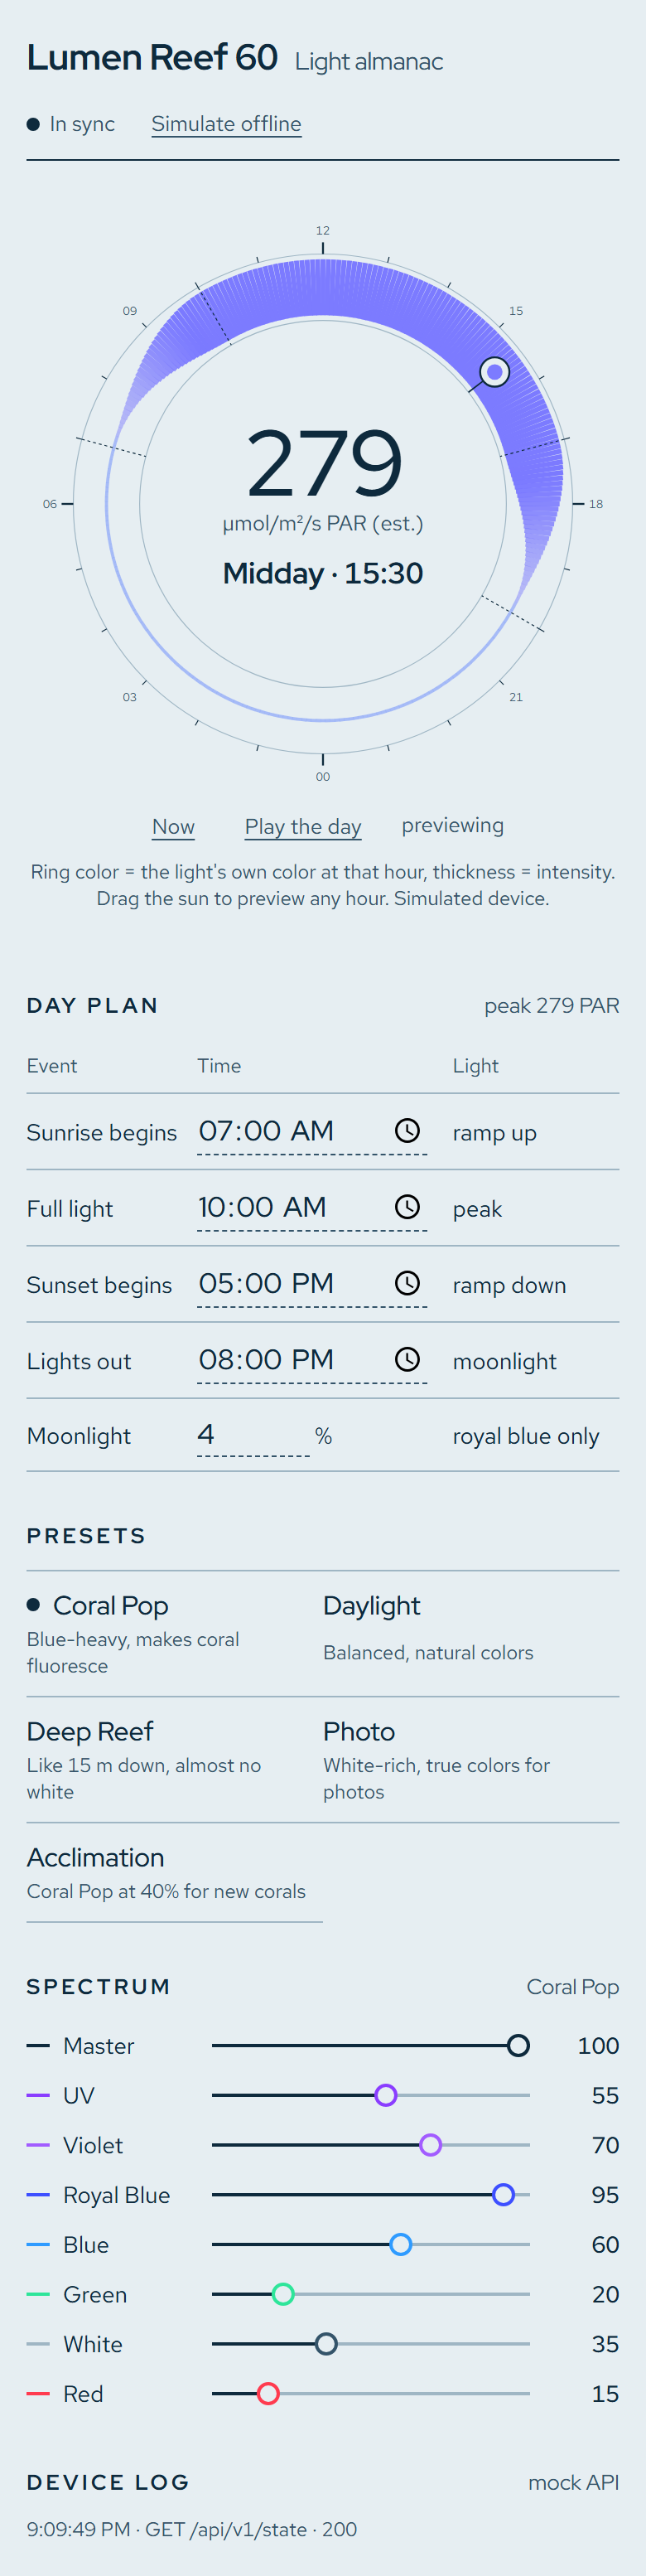 Lumen Reef 60 Light almanac
In sync Simulate offline
12
09 15
06 18
03 21
00
279
µmol/m²/s PAR (est.)
Midday · 15:30
Now Play the day previewing
Ring color = the light's own color at that hour, thickness = intensity.
Drag the sun to preview any hour. Simulated device.
DAY PLAN peak 279 PAR
Event Time Light
Sunrise begins 07:00 AM ramp up
Full light 10:00 AM peak
Sunset begins 05:00 PM ramp down
Lights out 08:00 PM moonlight
Moonlight 4 % royal blue only
PRESETS
Coral Pop
Blue-heavy, makes coral
fluoresce
Daylight
Balanced, natural colors
Deep Reef
Like 15 m down, almost no
white
Photo
White-rich, true colors for
photos
Acclimation
Coral Pop at 40% for new corals
SPECTRUM Coral Pop
Master 100
UV 55
Violet 70
Royal Blue 95
Blue 60
Green 20
White 35
Red 15
DEVICE LOG mock API
9:09:49 PM · GET /api/v1/state · 200